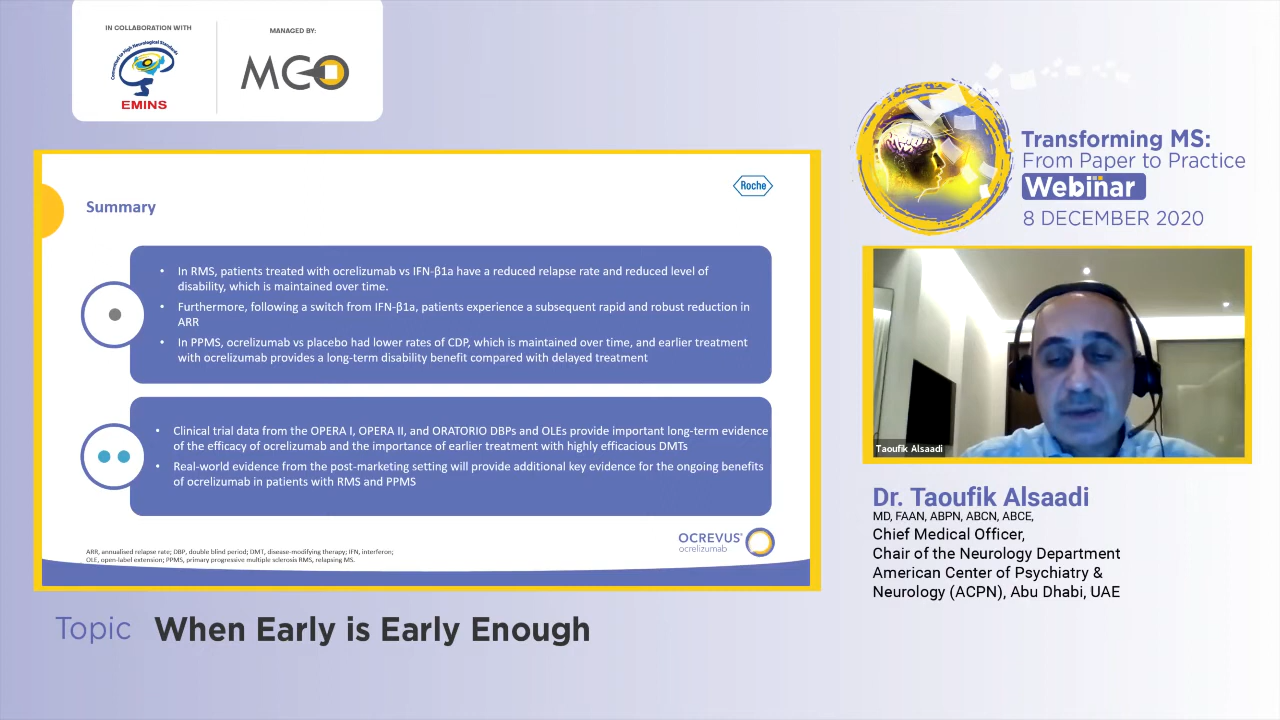 IN COLLABORATION WITH
Committed to High Neurological Standards
EMINS
MANAGED BY:
MCO
Transforming MS:
From Paper to Practice
Webinar
8 DECEMBER 2020
Roche
Summary
• In RMS, patients treated with ocrelizumab vs IFN-β1a have a reduced relapse rate and reduced level of
disability, which is maintained over time.
• Furthermore, following a switch from IFN-β1a, patients experience a subsequent rapid and robust reduction in
ARR
• In PPMS, ocrelizumab vs placebo had lower rates of CDP, which is maintained over time, and earlier treatment
with ocrelizumab provides a long-term disability benefit compared with delayed treatment
• Clinical trial data from the OPERA I, OPERA II, and ORATORIO DBPs and OLEs provide important long-term evidence
of the efficacy of ocrelizumab and the importance of earlier treatment with highly efficacious DMTs
• Real-world evidence from the post-marketing setting will provide additional key evidence for the ongoing benefits
of ocrelizumab in patients with RMS and PPMS
ARR, annualised relapse rate; DBP, double blind period; DMT, disease-modifying therapy; IFN, interferon;
OLE, open-label extension; PPMS, primary progressive multiple sclerosis RMS, relapsing MS.
OCREVUS®
ocrelizumab
Taoufik Alsaadi
Dr. Taoufik Alsaadi
MD, FAAN, ABPN, ABCN, ABCE,
Chief Medical Officer,
Chair of the Neurology Department
American Center of Psychiatry &
Neurology (ACPN), Abu Dhabi, UAE
Topic When Early is Early Enough